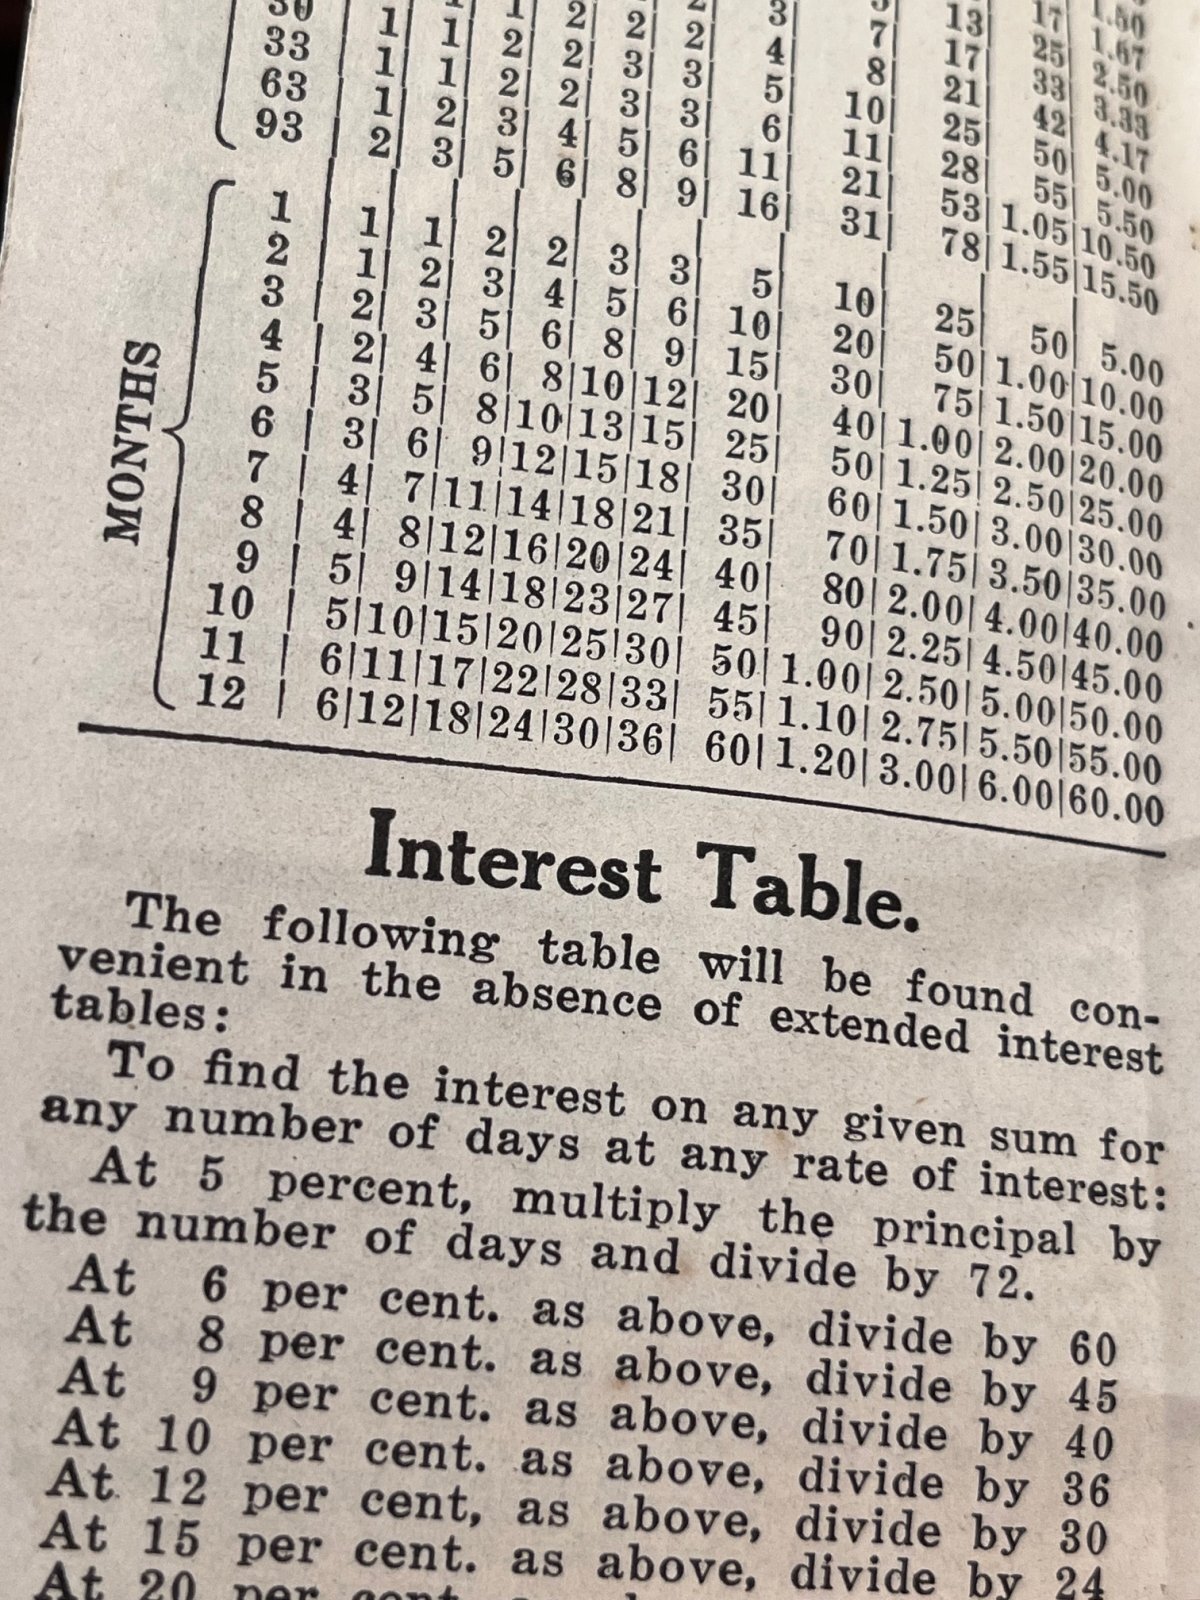 17| 1.67
13| 25| 2.50
2| 3| 7| 17| 33| 3.33
1| 2| 2| 2| 4| 8| 21| 42| 4.17
30 | 1| 1| 2| 2| 3| 3| 5| 10| 25| 50| 5.00
33 | 1| 1| 2| 2| 3| 3| 6| 11| 28| 55| 5.50
63 | 1| 2| 3| 4| 5| 6| 11| 21| 53| 1.05|10.50
93 | 2| 3| 5| 6| 8| 9| 16| 31| 78| 1.55|15.50
MONTHS
1 | 1| 1| 2| 2| 3| 3| 5| 10| 25| 50| 5.00
2 | 1| 2| 3| 4| 5| 6| 10| 20| 50| 1.00|10.00
3 | 2| 3| 5| 6| 8| 9| 15| 30| 75| 1.50|15.00
4 | 2| 4| 6| 8|10|12| 20| 40| 1.00| 2.00|20.00
5 | 3| 5| 8|10|13|15| 25| 50| 1.25| 2.50|25.00
6 | 3| 6| 9|12|15|18| 30| 60| 1.50| 3.00|30.00
7 | 4| 7|11|14|18|21| 35| 70| 1.75| 3.50|35.00
8 | 4| 8|12|16|20|24| 40| 80| 2.00| 4.00|40.00
9 | 5| 9|14|18|23|27| 45| 90| 2.25| 4.50|45.00
10 | 5|10|15|20|25|30| 50| 1.00| 2.50| 5.00|50.00
11 | 6|11|17|22|28|33| 55| 1.10| 2.75| 5.50|55.00
12 | 6|12|18|24|30|36| 60| 1.20| 3.00| 6.00|60.00
Interest Table.
The following table will be found con-
venient in the absence of extended interest
tables:
To find the interest on any given sum for
any number of days at any rate of interest:
At 5 percent, multiply the principal by
the number of days and divide by 72.
At 6 per cent. as above, divide by 60
At 8 per cent. as above, divide by 45
At 9 per cent. as above, divide by 40
At 10 per cent. as above, divide by 36
At 12 per cent, as above, divide by 30
At 15 per cent. as above, divide by 24
At 20 per cent